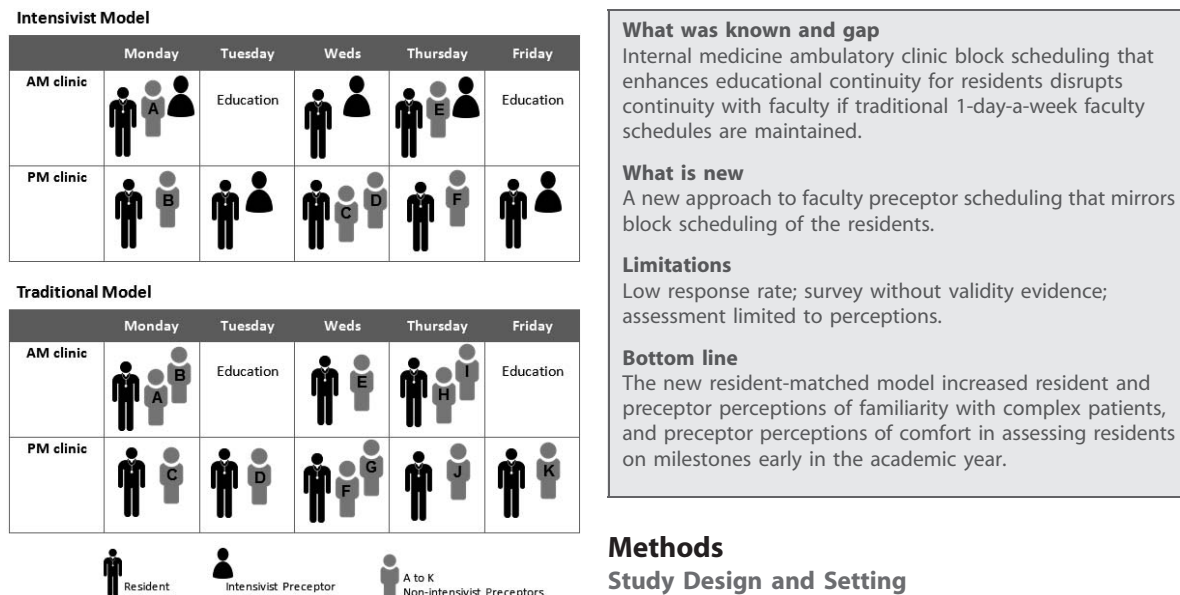 Intensivist Model
Monday Tuesday Weds Thursday Friday
AM clinic
A Education E Education
PM clinic
B C D F
Traditional Model
Monday Tuesday Weds Thursday Friday
AM clinic
A B Education E H I Education
PM clinic
C D F G J K
Resident Intensivist Preceptor A to K
Non-intensivist Preceptors
What was known and gap
Internal medicine ambulatory clinic block scheduling that
enhances educational continuity for residents disrupts
continuity with faculty if traditional 1-day-a-week faculty
schedules are maintained.
What is new
A new approach to faculty preceptor scheduling that mirrors
block scheduling of the residents.
Limitations
Low response rate; survey without validity evidence;
assessment limited to perceptions.
Bottom line
The new resident-matched model increased resident and
preceptor perceptions of familiarity with complex patients,
and preceptor perceptions of comfort in assessing residents
on milestones early in the academic year.
Methods
Study Design and Setting